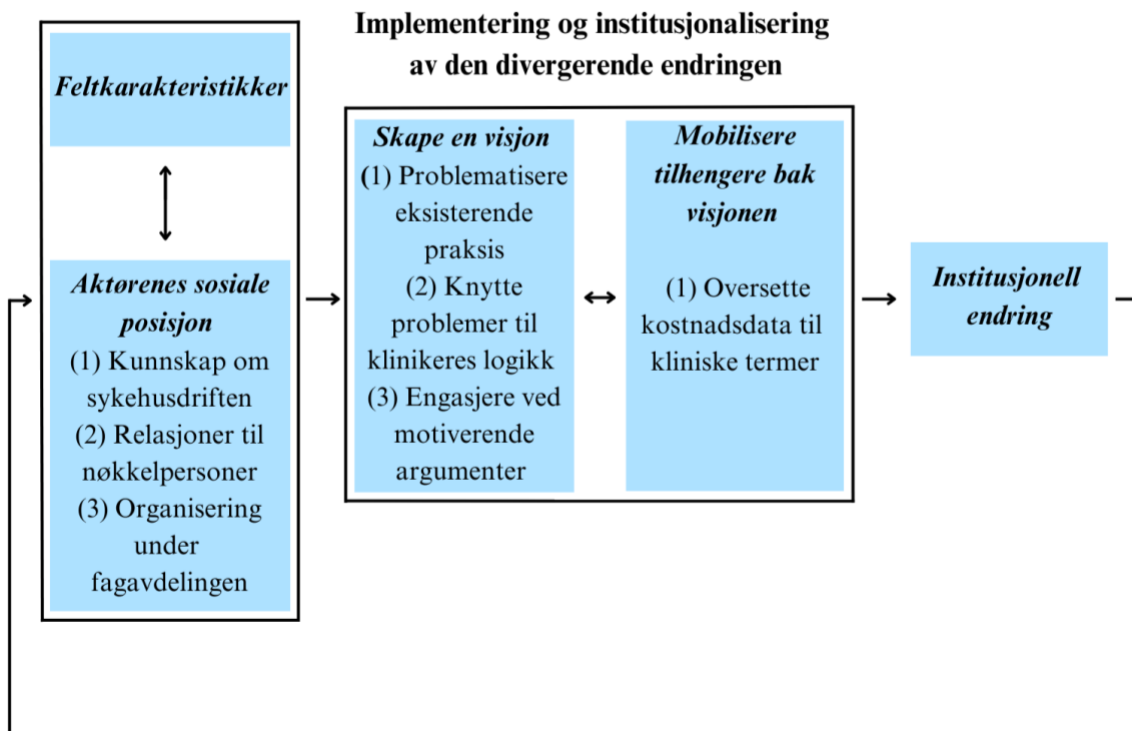 Implementering og institusjonalisering
av den divergerende endringen
Feltkarakteristikker
Aktørenes sosiale
posisjon
(1) Kunnskap om
sykehusdriften
(2) Relasjoner til
nøkkelpersoner
(3) Organisering
under
fagavdelingen
Skape en visjon
(1) Problematisere
eksisterende
praksis
(2) Knytte
problemer til
klinikeres logikk
(3) Engasjere ved
motiverende
argumenter
Mobilisere
tilhengere bak
visjonen
(1) Oversette
kostnadsdata til
kliniske termer
Institusjonell
endring